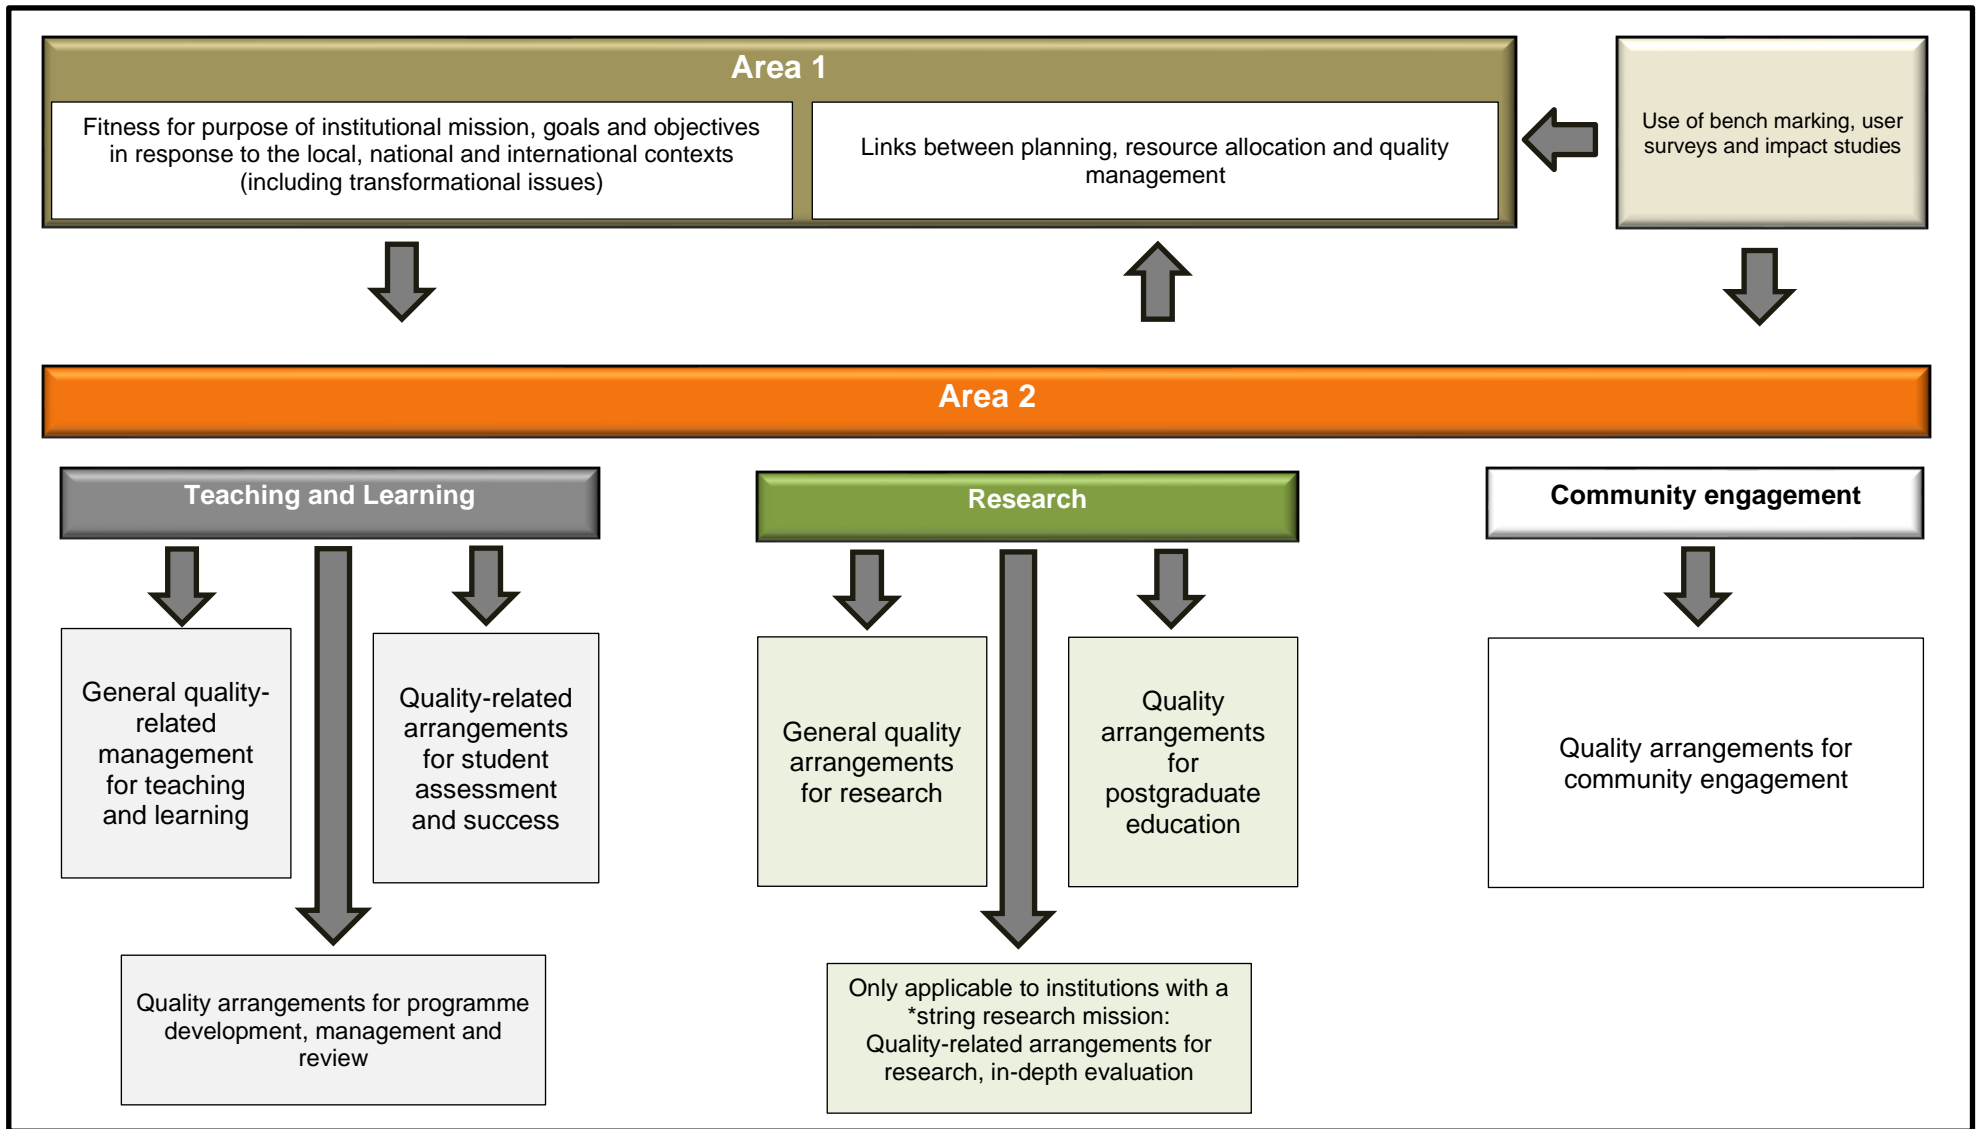 Area 1
Fitness for purpose of institutional mission, goals and objectives
in response to the local, national and international contexts
(including transformational issues)
Links between planning, resource allocation and quality
management
Use of bench marking, user
surveys and impact studies
Area 2
Teaching and Learning
General quality-
related
management
for teaching
and learning
Quality-related
arrangements
for student
assessment
and success
Quality arrangements for programme
development, management and
review
Research
General quality
arrangements
for research
Quality
arrangements
for
postgraduate
education
Only applicable to institutions with a
*string research mission:
Quality-related arrangements for
research, in-depth evaluation
Community engagement
Quality arrangements for
community engagement